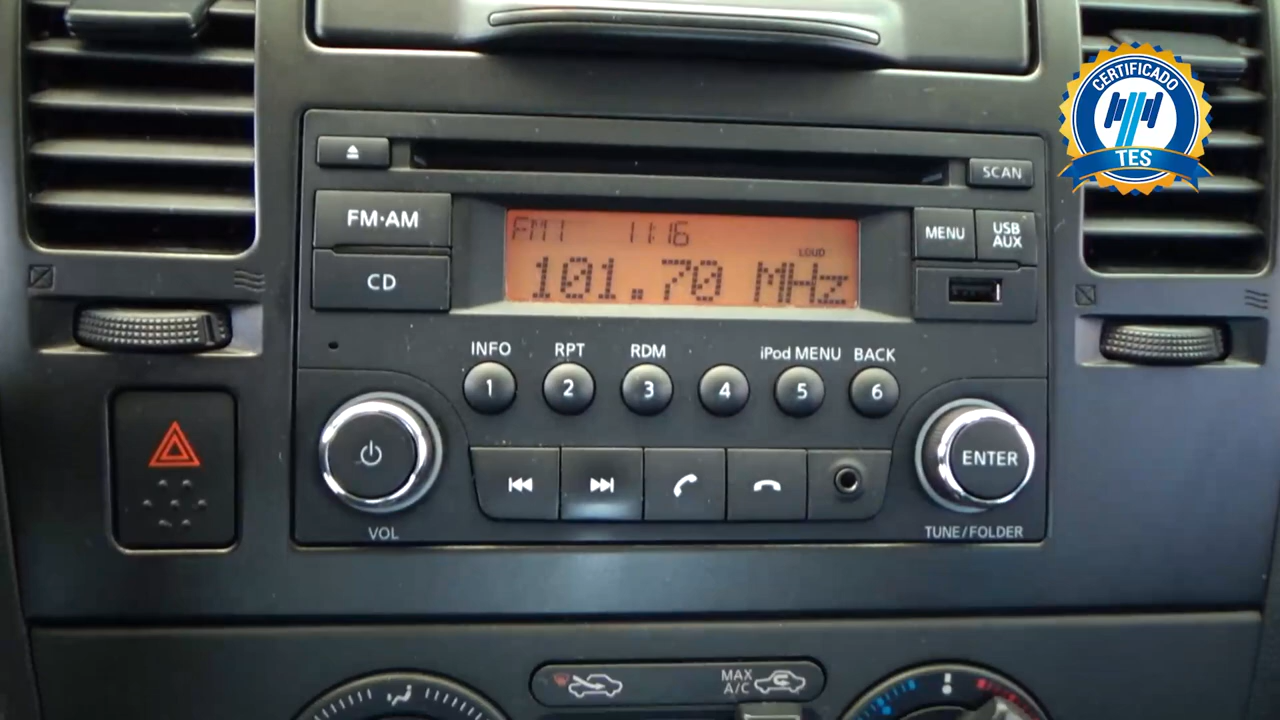 CERTIFICADO
TES
SCAN
FM·AM
CD
FM1 11:16
LOUD
101.70 MHz
MENU
USB
AUX
INFO
RPT
RDM
iPod MENU
BACK
1
2
3
4
5
6
ENTER
VOL
TUNE/FOLDER
MAX
A/C